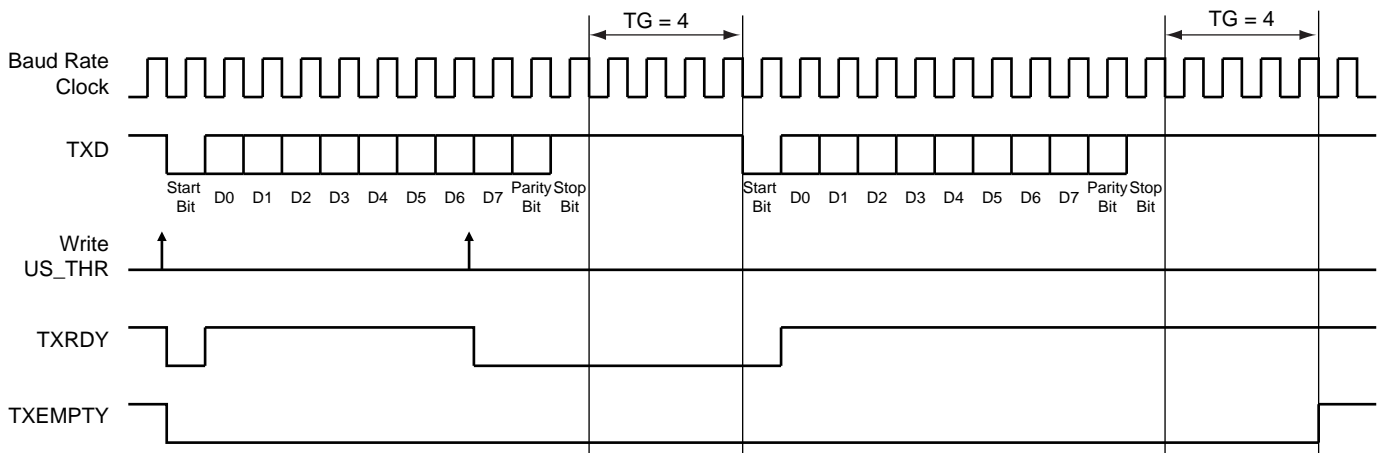 TG = 4
TG = 4
Baud Rate
Clock
TXD
Start
Bit
D0
D1
D2
D3
D4
D5
D6
D7
Parity
Bit
Stop
Bit
Start
Bit
D0
D1
D2
D3
D4
D5
D6
D7
Parity
Bit
Stop
Bit
Write
US_THR
TXRDY
TXEMPTY